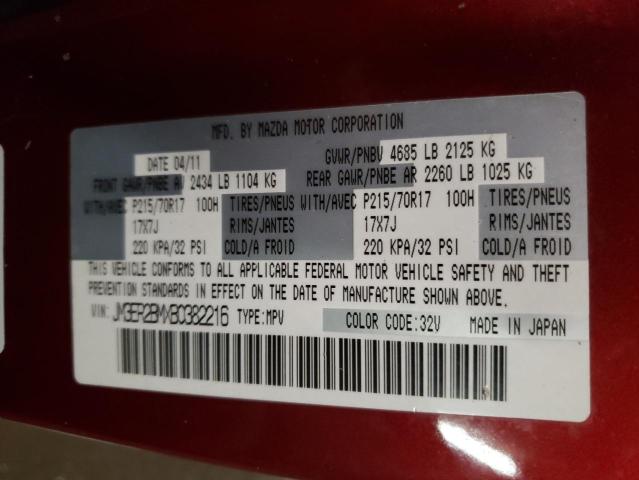 MFD. BY MAZDA MOTOR CORPORATION
DATE 04/11 GVWR/PNBV 4685 LB 2125 KG
FRONT GAWR/PNBE AV 2434 LB 1104 KG REAR GAWR/PNBE AR 2260 LB 1025 KG
WITH/AVEC P215/70R17 100H TIRES/PNEUS WITH/AVEC P215/70R17 100H TIRES/PNEUS
17X7J RIMS/JANTES 17X7J RIMS/JANTES
220 KPA/32 PSI COLD/A FROID 220 KPA/32 PSI COLD/A FROID
THIS VEHICLE CONFORMS TO ALL APPLICABLE FEDERAL MOTOR VEHICLE SAFETY AND THEFT
PREVENTION STANDARDS IN EFFECT ON THE DATE OF MANUFACTURE SHOWN ABOVE.
VIN: JM3ER2BMXB0382216 TYPE:MPV COLOR CODE:32V MADE IN JAPAN